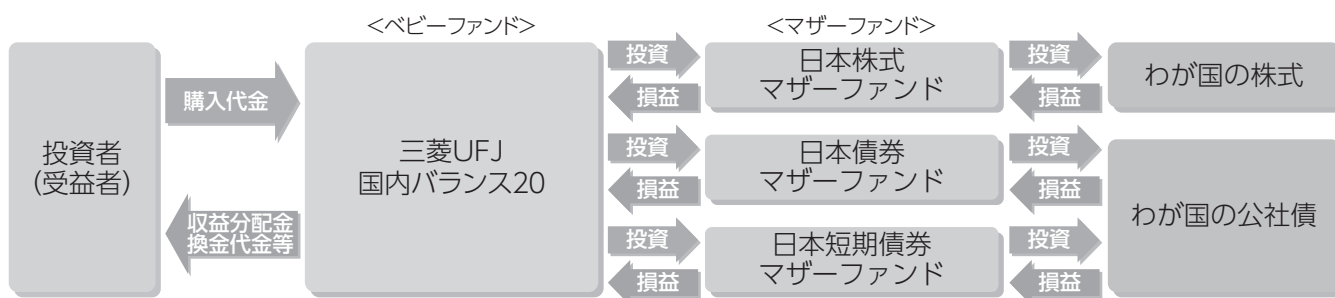 <ベビーファンド>
<マザーファンド>
投資者
(受益者)
購入代金
収益分配金
換金代金等
三菱UFJ
国内バランス20
投資
損益
日本株式
マザーファンド
投資
損益
わが国の株式
投資
損益
日本債券
マザーファンド
投資
損益
投資
損益
日本短期債券
マザーファンド
投資
損益
わが国の公社債